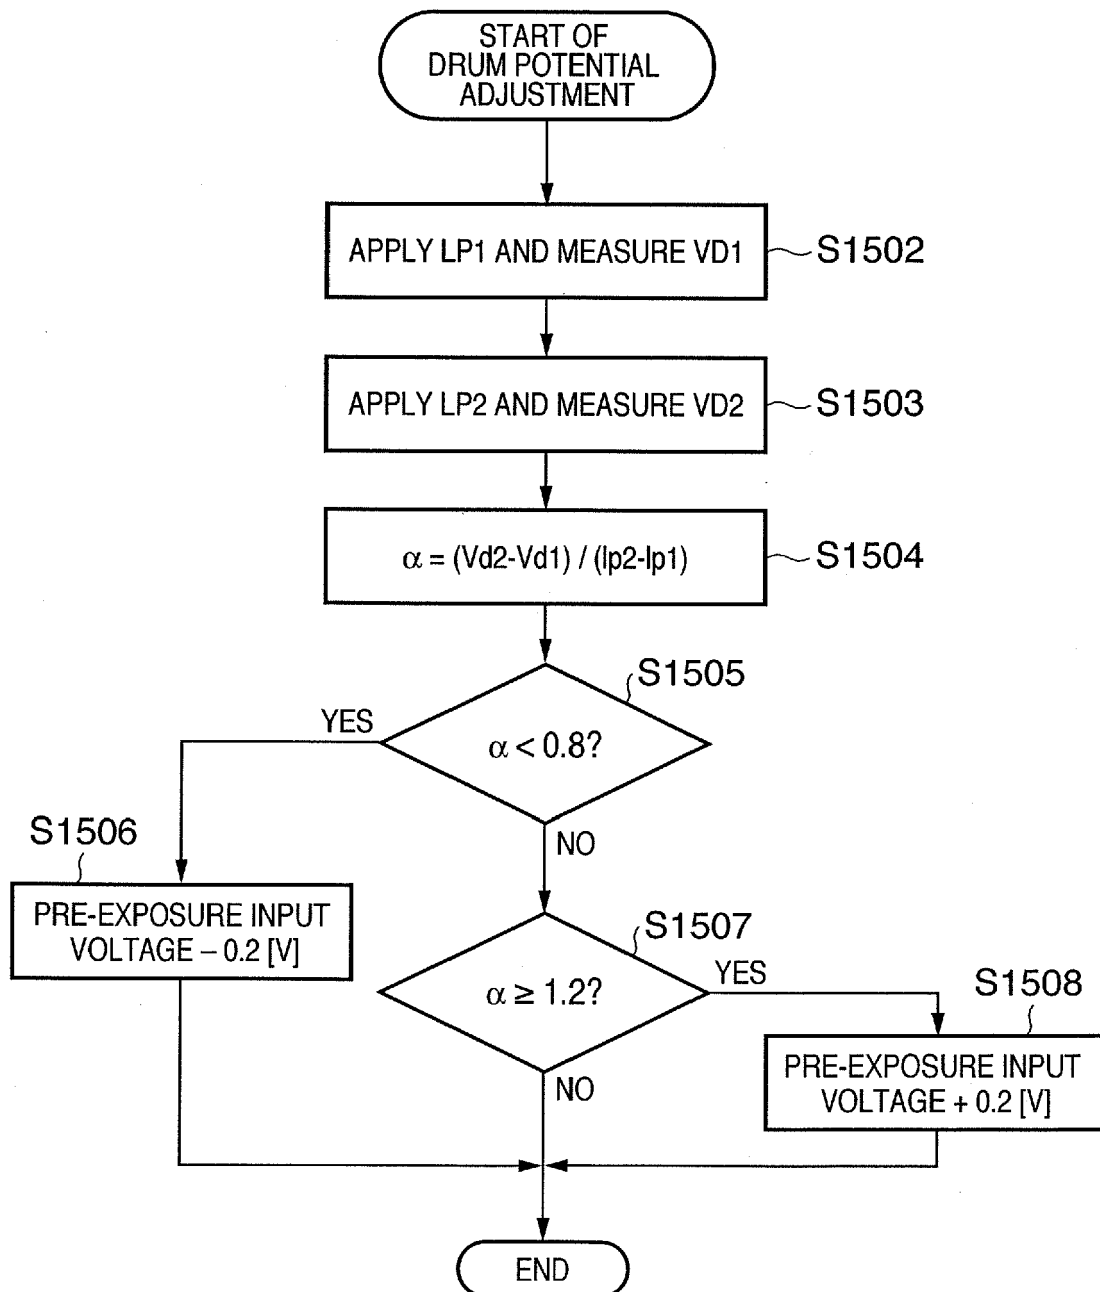 START OF
DRUM POTENTIAL
ADJUSTMENT
APPLY LP1 AND MEASURE VD1
S1502
APPLY LP2 AND MEASURE VD2
S1503
α = (Vd2-Vd1) / (lp2-lp1)
S1504
S1505
α < 0.8?
YES
NO
S1506
PRE-EXPOSURE INPUT
VOLTAGE – 0.2 [V]
S1507
α ≥ 1.2?
YES
NO
S1508
PRE-EXPOSURE INPUT
VOLTAGE + 0.2 [V]
END